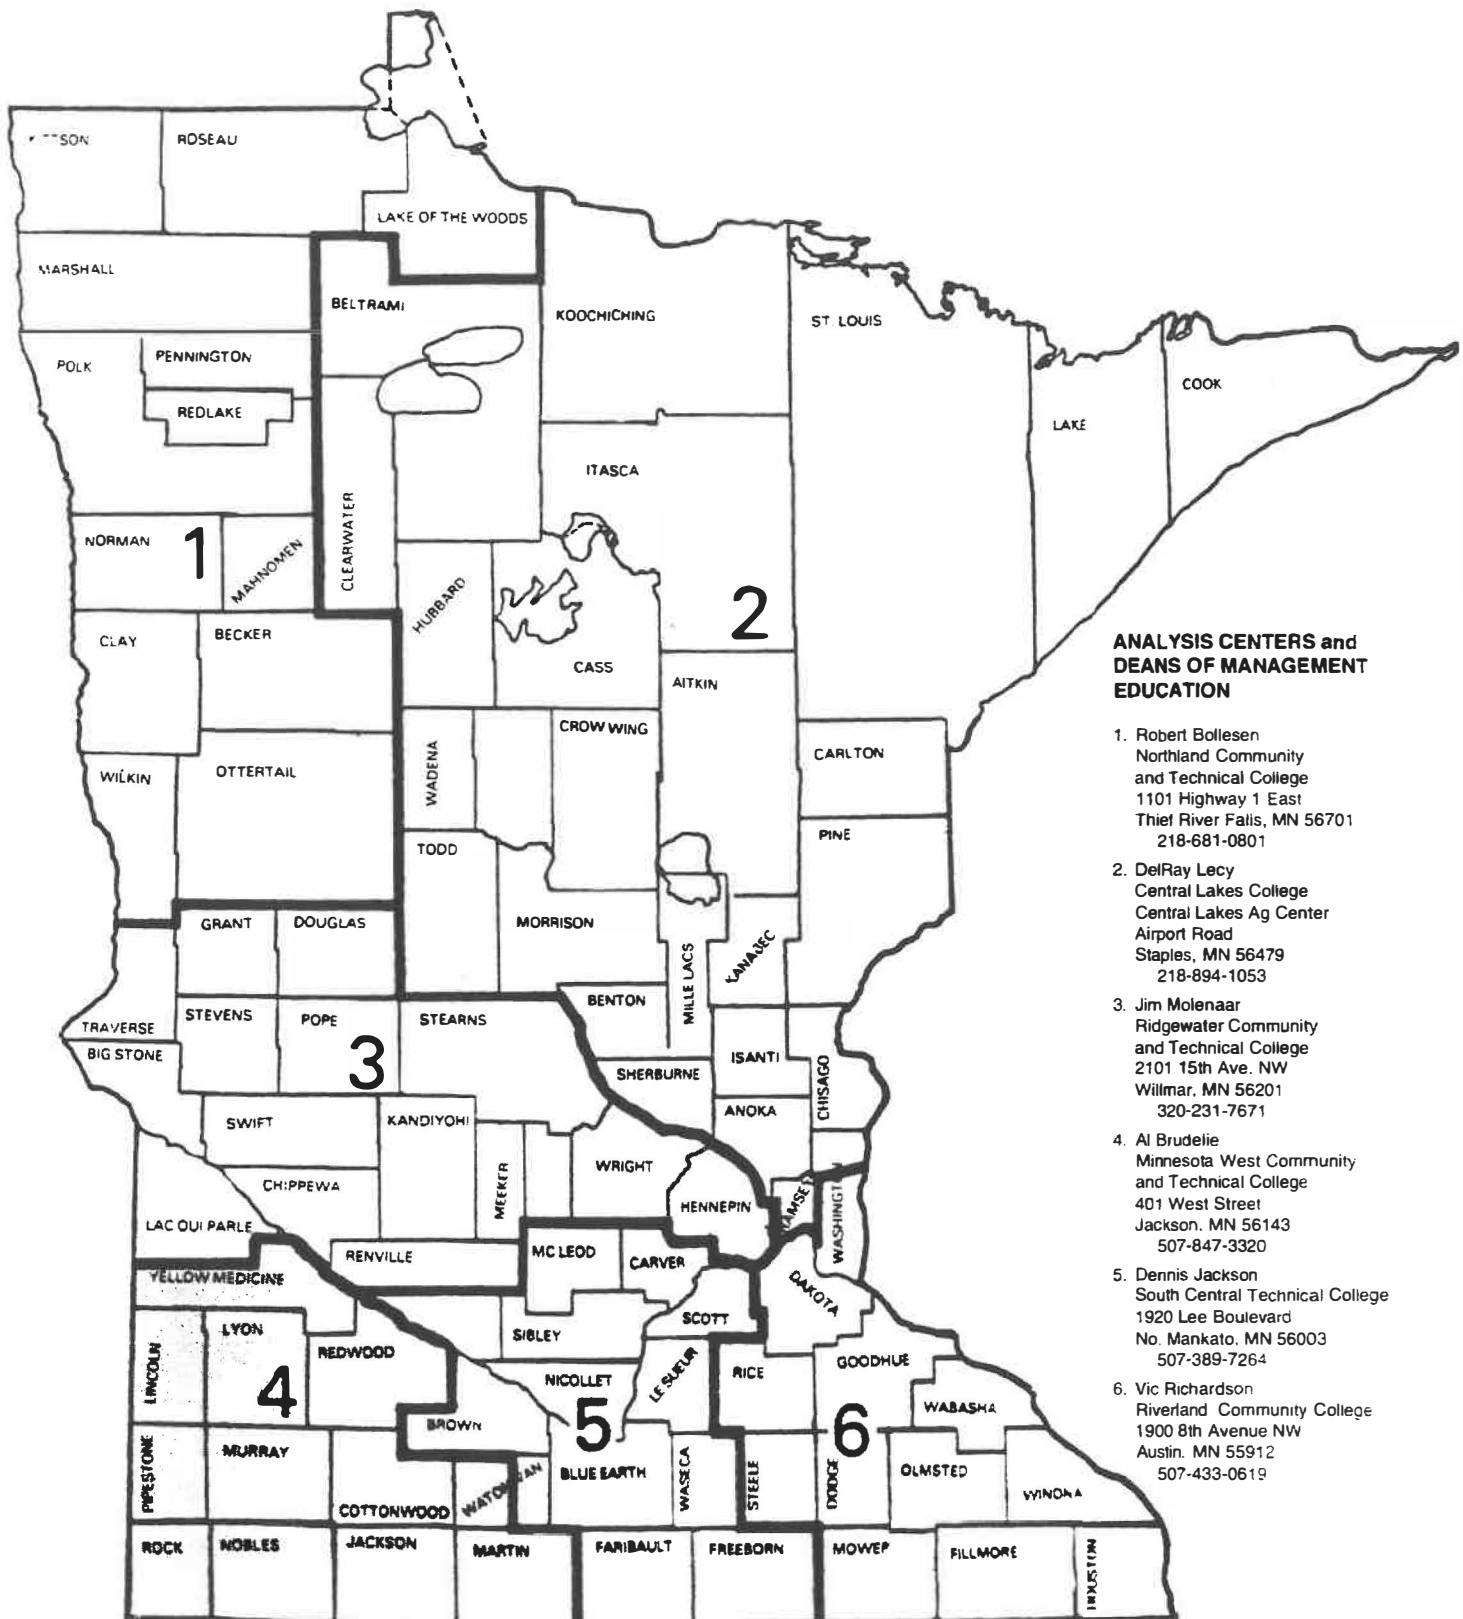 KITTSON
ROSEAU
LAKE OF THE WOODS
MARSHALL
BELTRAMI
KOOCHICHING
ST. LOUIS
POLK
PENNINGTON
REDLAKE
COOK
LAKE
ITASCA
CLEARWATER
NORMAN
1
MAHNOMEN
HUBBARD
2
CLAY
BECKER
CASS
AITKIN
CROW WING
WADENA
CARLTON
WILKIN
OTTERTAIL
TODD
PINE
GRANT
DOUGLAS
MORRISON
MILLE LACS
KANAJEC
BENTON
TRAVERSE
STEVENS
POPE
STEARNS
3
BIG STONE
ISANTI
CHISAGO
SHERBURNE
ANOKA
SWIFT
KANDIYOHI
MEEKER
WRIGHT
CHIPPEWA
HENNEPIN
RAMSEY
WASHINGTON
LAC QUI PARLE
RENVILLE
MC LEOD
CARVER
YELLOW MEDICINE
DAKOTA
SCOTT
LINCOLN
LYON
REDWOOD
SIBLEY
4
NICOLLET
LE SUEUR
RICE
GOODHUE
WABASHA
BROWN
5
6
PIPESTONE
MURRAY
COTTONWOOD
WATONWAN
BLUE EARTH
WASECA
STEELE
DODGE
OLMSTED
WINONA
ROCK
NOBLES
JACKSON
MARTIN
FARIBAULT
FREEBORN
MOWER
FILLMORE
HOUSTON
ANALYSIS CENTERS and
DEANS OF MANAGEMENT
EDUCATION
1. Robert Bollesen
Northland Community
and Technical College
1101 Highway 1 East
Thief River Falls, MN 56701
218-681-0801
2. DelRay Lecy
Central Lakes College
Central Lakes Ag Center
Airport Road
Staples, MN 56479
218-894-1053
3. Jim Molenaar
Ridgewater Community
and Technical College
2101 15th Ave. NW
Willmar, MN 56201
320-231-7671
4. Al Brudelie
Minnesota West Community
and Technical College
401 West Street
Jackson, MN 56143
507-847-3320
5. Dennis Jackson
South Central Technical College
1920 Lee Boulevard
No. Mankato, MN 56003
507-389-7264
6. Vic Richardson
Riverland Community College
1900 8th Avenue NW
Austin, MN 55912
507-433-0619